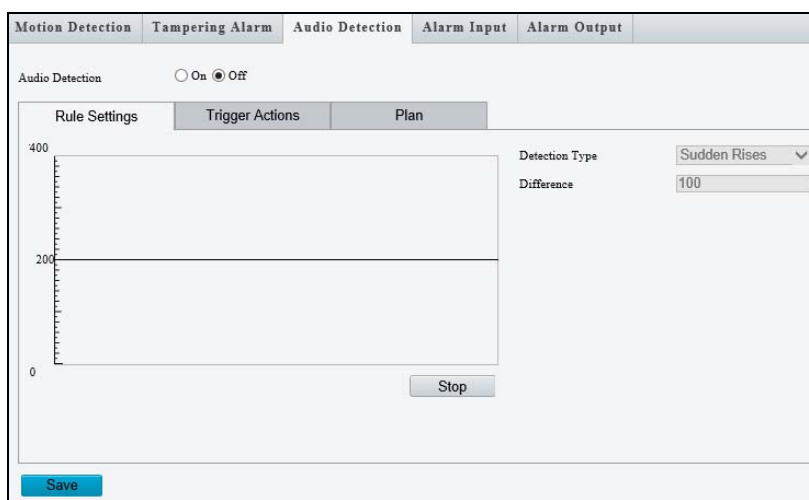 Motion Detection Tampering Alarm Audio Detection Alarm Input Alarm Output
Audio Detection On Off
Rule Settings Trigger Actions Plan
400
Detection Type Sudden Rises
Difference 100
200
0
Stop
Save